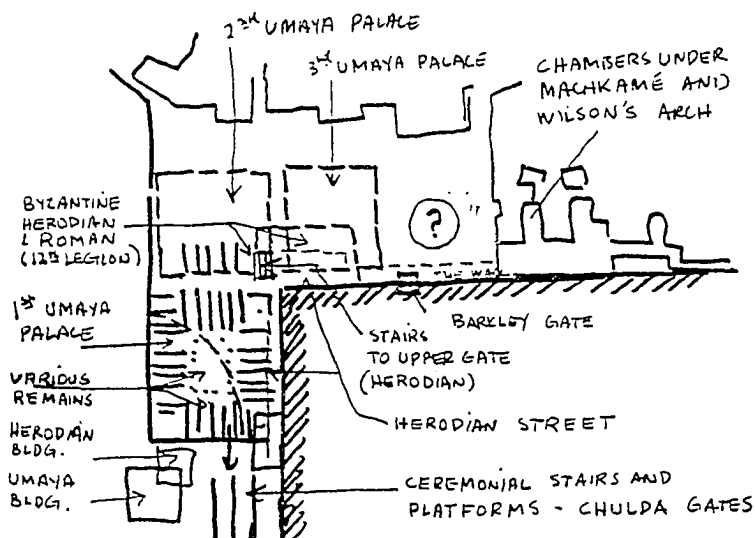 2nd UMAYA PALACE
3rd UMAYA PALACE
CHAMBERS UNDER
MACHKAMÉ AND
WILSON'S ARCH
BYZANTINE
HERODIAN
& ROMAN
(12th LEGION)
?
THE WALL
1st UMAYA
PALACE
BARKLEY GATE
STAIRS
TO UPPER GATE
(HERODIAN)
VARIOUS
REMAINS
HERODIAN STREET
HERODIAN
BLDG.
UMAYA
BLDG.
CEREMONIAL STAIRS AND
PLATFORMS - CHULDA GATES